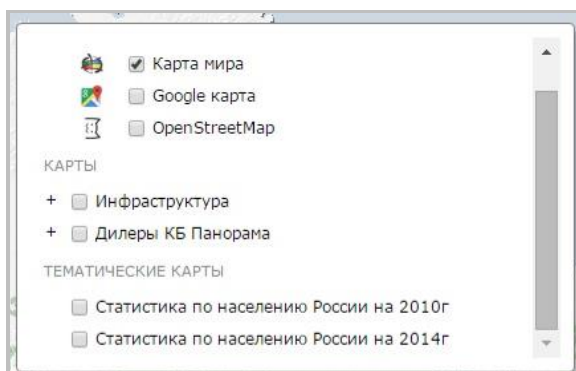 Карта мира
Google карта
OpenStreetMap
КАРТЫ
+ Инфраструктура
+ Дилеры КБ Панорама
ТЕМАТИЧЕСКИЕ КАРТЫ
Статистика по населению России на 2010г
Статистика по населению России на 2014г